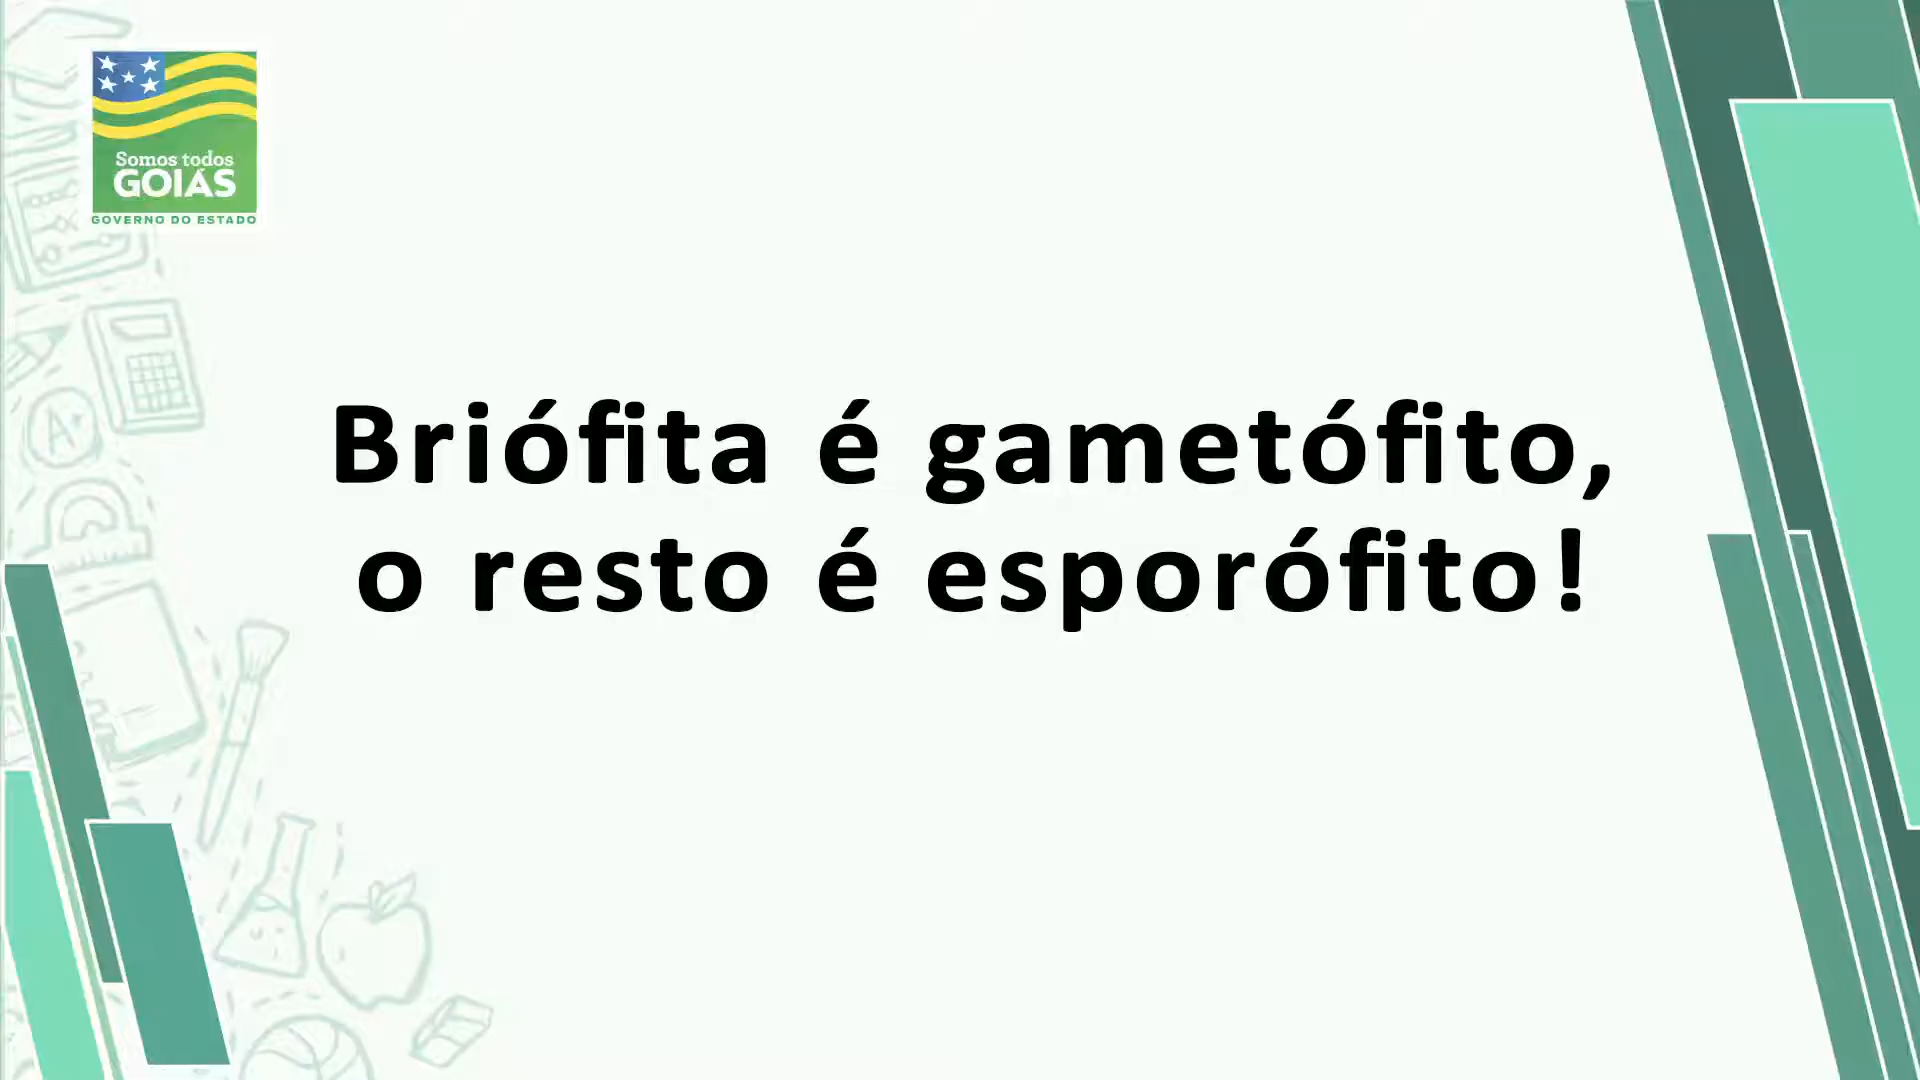 Somos todos
GOIÁS
GOVERNO DO ESTADO
Briófita é gametófito,
o resto é esporófito!